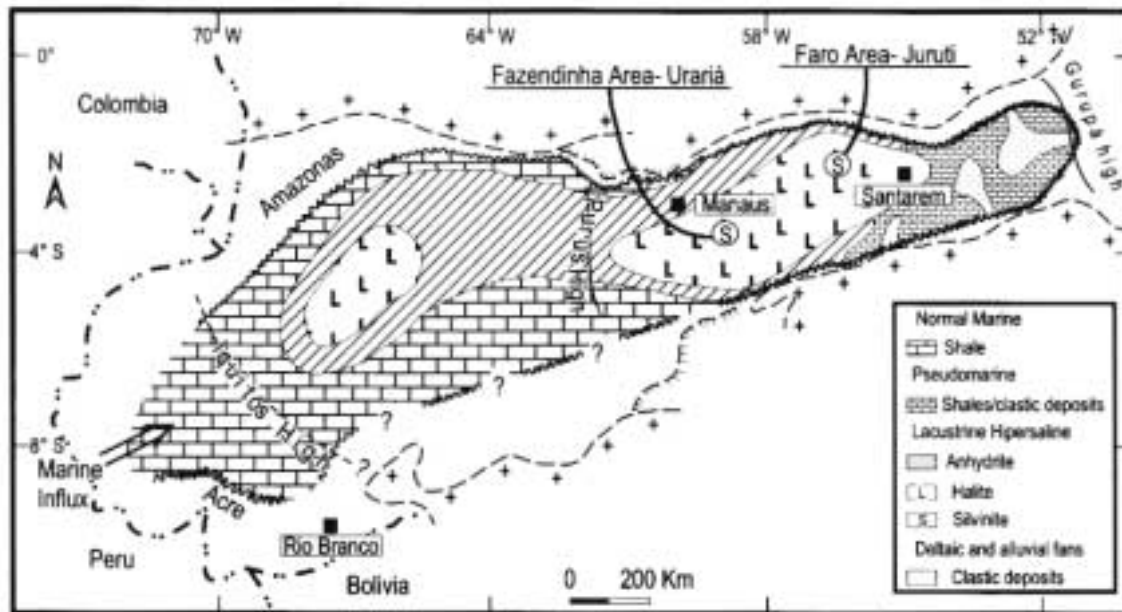 70° W
64° W
58° W
52° W
0°
Faro Area- Juruti
Fazendinha Area- Urariá
Colombia
Gurupá high
N
Amazonas
Manaus
Santarem
Purus High
4° S
Iquitos High
8° S
Marine
Influx
Acre
Peru
Rio Branco
Bolivia
0 200 Km
Normal Marine
Shale
Pseudomarine
Shales/clastic deposits
Lacustrine Hipersaline
Anhydrite
L Halite
S Silvinite
Deltaic and alluvial fans
Clastic deposits